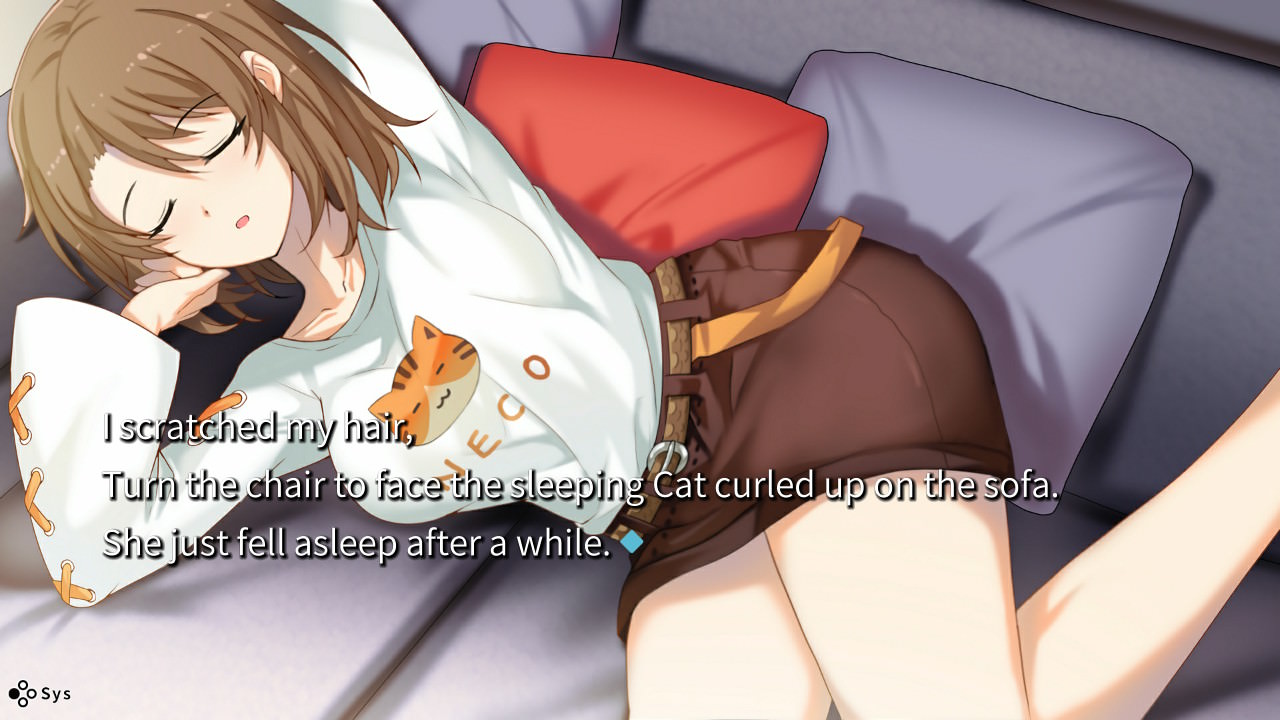 NECO
I scratched my hair,
Turn the chair to face the sleeping Cat curled up on the sofa.
She just fell asleep after a while.
Sys